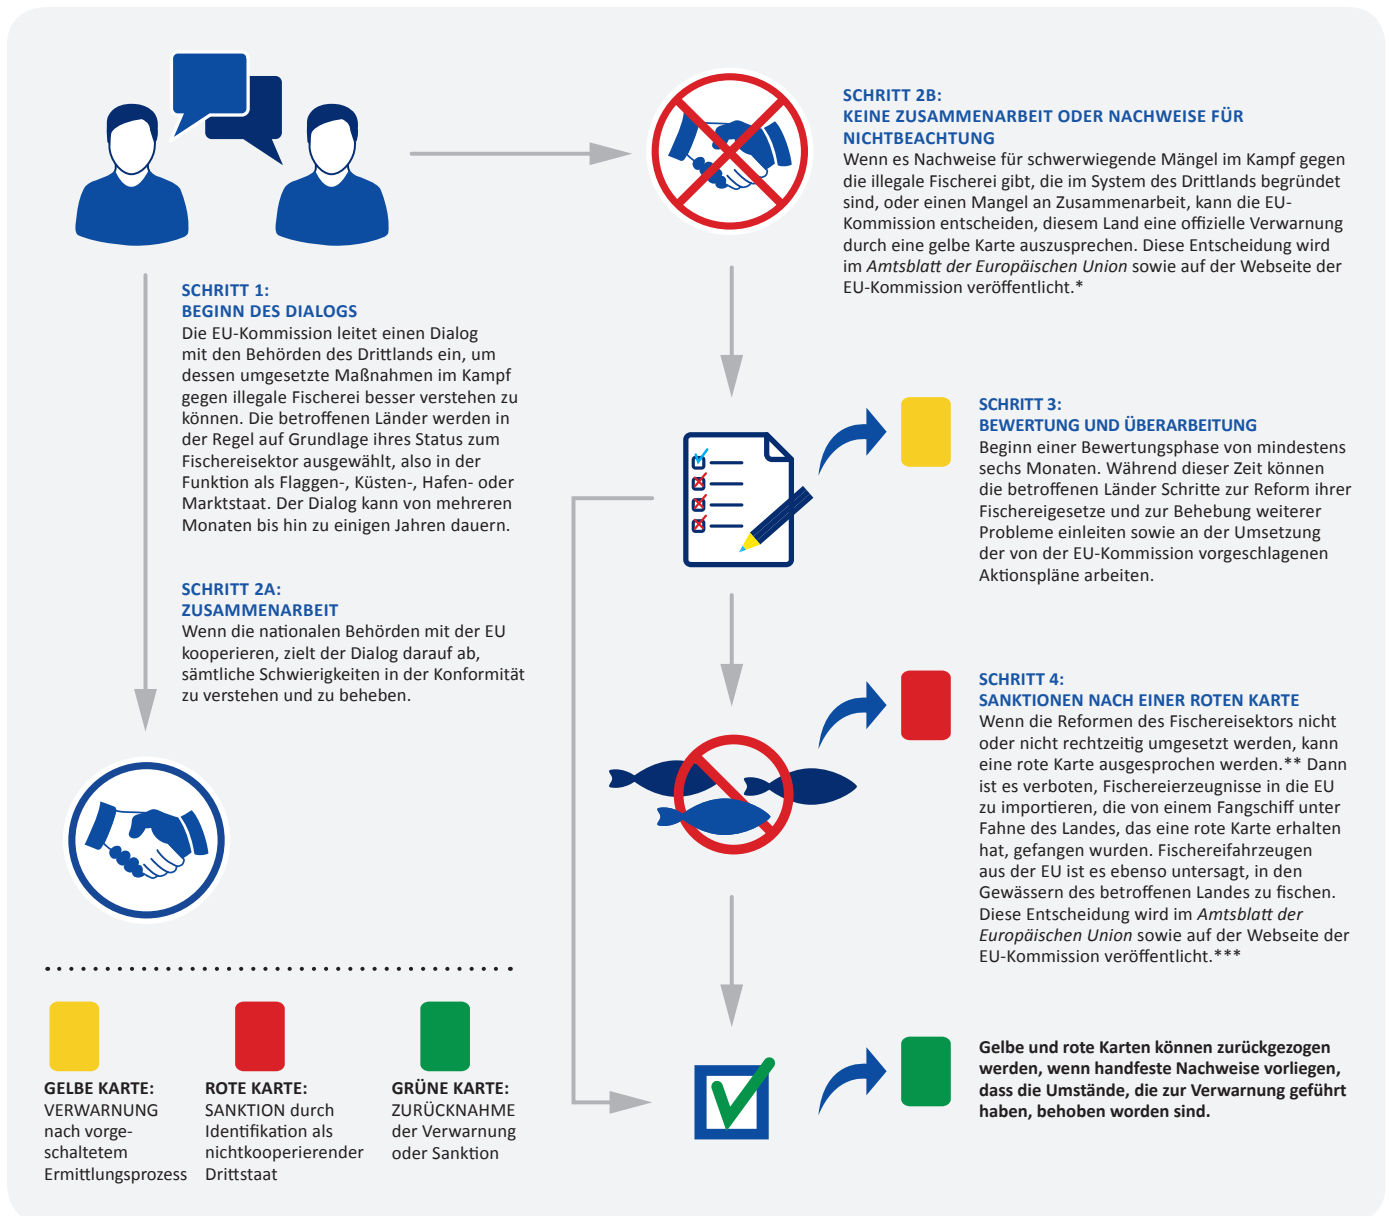 SCHRITT 1:
BEGINN DES DIALOGS
Die EU-Kommission leitet einen Dialog
mit den Behörden des Drittlands ein, um
dessen umgesetzte Maßnahmen im Kampf
gegen illegale Fischerei besser verstehen zu
können. Die betroffenen Länder werden in
der Regel auf Grundlage ihres Status zum
Fischereisektor ausgewählt, also in der
Funktion als Flaggen-, Küsten-, Hafen- oder
Marktstaat. Der Dialog kann von mehreren
Monaten bis hin zu einigen Jahren dauern.
SCHRITT 2A:
ZUSAMMENARBEIT
Wenn die nationalen Behörden mit der EU
kooperieren, zielt der Dialog darauf ab,
sämtliche Schwierigkeiten in der Konformität
zu verstehen und zu beheben.
SCHRITT 2B:
KEINE ZUSAMMENARBEIT ODER NACHWEISE FÜR
NICHTBEACHTUNG
Wenn es Nachweise für schwerwiegende Mängel im Kampf gegen
die illegale Fischerei gibt, die im System des Drittlands begründet
sind, oder einen Mangel an Zusammenarbeit, kann die EU-
Kommission entscheiden, diesem Land eine offizielle Verwarnung
durch eine gelbe Karte auszusprechen. Diese Entscheidung wird
im Amtsblatt der Europäischen Union sowie auf der Webseite der
EU-Kommission veröffentlicht.*
SCHRITT 3:
BEWERTUNG UND ÜBERARBEITUNG
Beginn einer Bewertungsphase von mindestens
sechs Monaten. Während dieser Zeit können
die betroffenen Länder Schritte zur Reform ihrer
Fischereigesetze und zur Behebung weiterer
Probleme einleiten sowie an der Umsetzung
der von der EU-Kommission vorgeschlagenen
Aktionspläne arbeiten.
SCHRITT 4:
SANKTIONEN NACH EINER ROTEN KARTE
Wenn die Reformen des Fischereisektors nicht
oder nicht rechtzeitig umgesetzt werden, kann
eine rote Karte ausgesprochen werden.** Dann
ist es verboten, Fischereierzeugnisse in die EU
zu importieren, die von einem Fangschiff unter
Fahne des Landes, das eine rote Karte erhalten
hat, gefangen wurden. Fischereifahrzeugen
aus der EU ist es ebenso untersagt, in den
Gewässern des betroffenen Landes zu fischen.
Diese Entscheidung wird im Amtsblatt der
Europäischen Union sowie auf der Webseite der
EU-Kommission veröffentlicht.***
Gelbe und rote Karten können zurückgezogen
werden, wenn handfeste Nachweise vorliegen,
dass die Umstände, die zur Verwarnung geführt
haben, behoben worden sind.
GELBE KARTE:
VERWARNUNG
nach vorge-
schaltetem
Ermittlungsprozess
ROTE KARTE:
SANKTION durch
Identifikation als
nichtkooperierender
Drittstaat
GRÜNE KARTE:
ZURÜCKNAHME
der Verwarnung
oder Sanktion